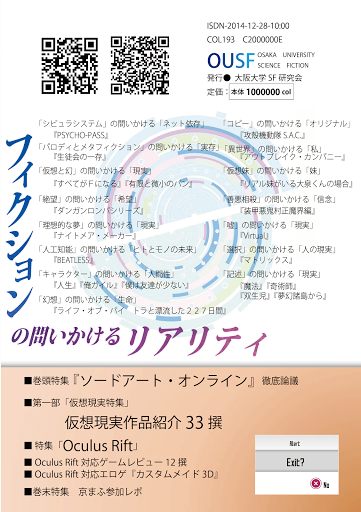 ISDN-2014-12-28-10:00
COL193 C2000000E
OUSF OSAKA UNIVERSITY
SCIENCE FICTION
発行● 大阪大学SF研究会
定価：本体1000000col
フィクション
の問いかけるリアリティ
「シビュラシステム」の問いかける「ネット依存」
『PSYCHO-PASS』
「パロディとメタフィクション」の問いかける「実存」
『生徒会の一存』
「仮想と幻」の問いかける「現実」
『すべてがFになる』『有限と微小のパン』
「絶望」の問いかける「希望」
『ダンガンロンパシリーズ』
「理想的な夢」の問いかける「現実」
『ナイトメア・メーカー』
「人工知能」の問いかける「ヒトとモノの未来」
『BEATLESS』
「キャラクター」の問いかける「人間性」
『人生』『俺ガイル』『僕は友達が少ない』
「幻想」の問いかける「生命」
『ライフ・オブ・パイ トラと漂流した２２７日間』
「コピー」の問いかける「オリジナル」
『攻殻機動隊 S.A.C.』
「異世界」の問いかける「私」
『アウトブレイク・カンパニー』
「仮想妹」の問いかける「妹」
『リアル妹がいる大泉くんの場合』
「善悪相殺」の問いかける「信念」
『装甲悪鬼村正魔界編』
「嘘」の問いかける「現実」
『Virtual』
「選択」の問いかける「人の現実」
『マトリックス』
「記述」の問いかける「現実」
『魔法』『奇術師』
『双生児』『夢幻諸島から』
■巻頭特集『ソードアート・オンライン』徹底論議
■第一部「仮想現実特集」
仮想現実作品紹介 33 撰
■ 特集「Oculus Rift」
■ Oculus Rift 対応ゲームレビュー 12 撰
■ Oculus Rift 対応エロゲ『カスタムメイド 3D』
■ 巻末特集 京まふ参加レポ
Alert
Exit?
No